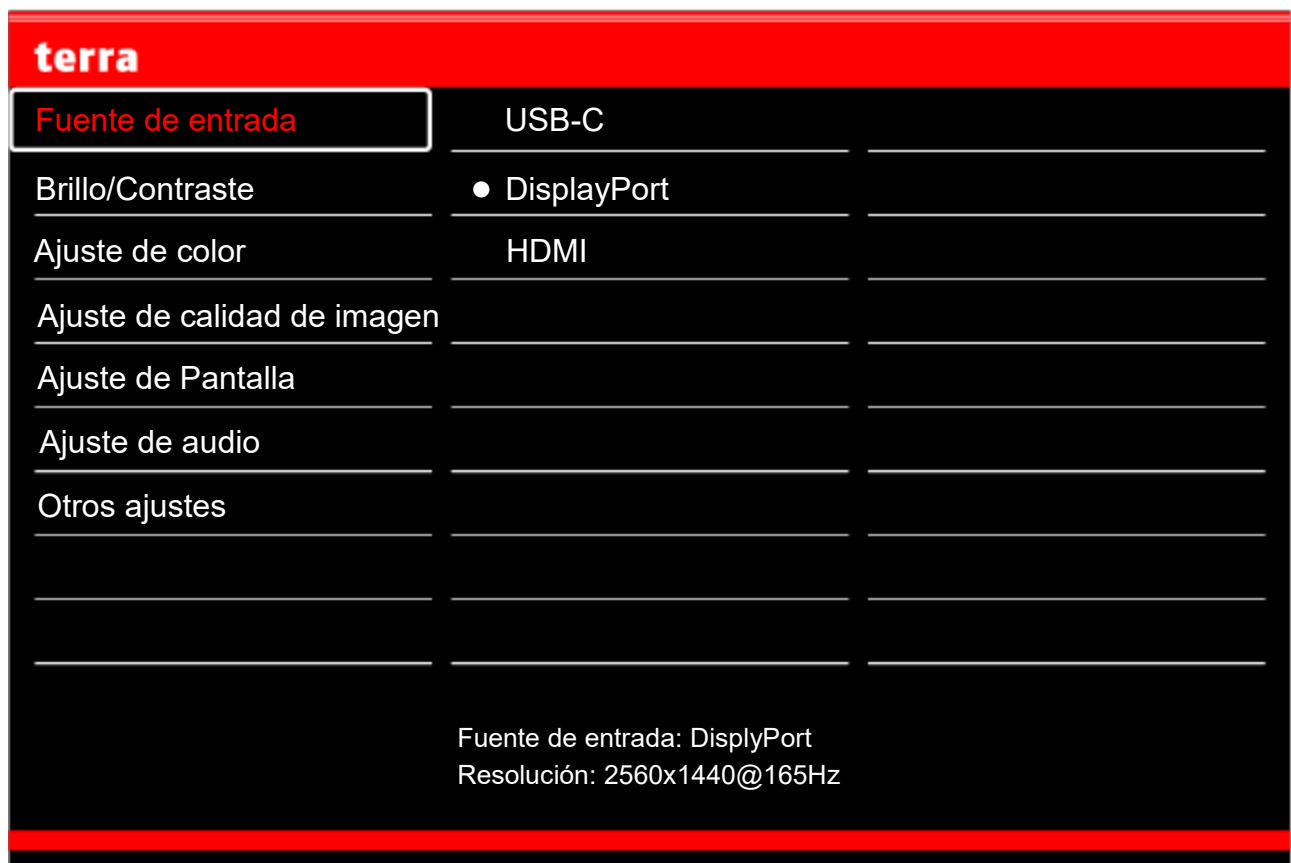 terra
Fuente de entrada
USB-C
Brillo/Contraste
DisplayPort
Ajuste de color
HDMI
Ajuste de calidad de imagen
Ajuste de Pantalla
Ajuste de audio
Otros ajustes
Fuente de entrada: DisplyPort
Resolución: 2560x1440@165Hz